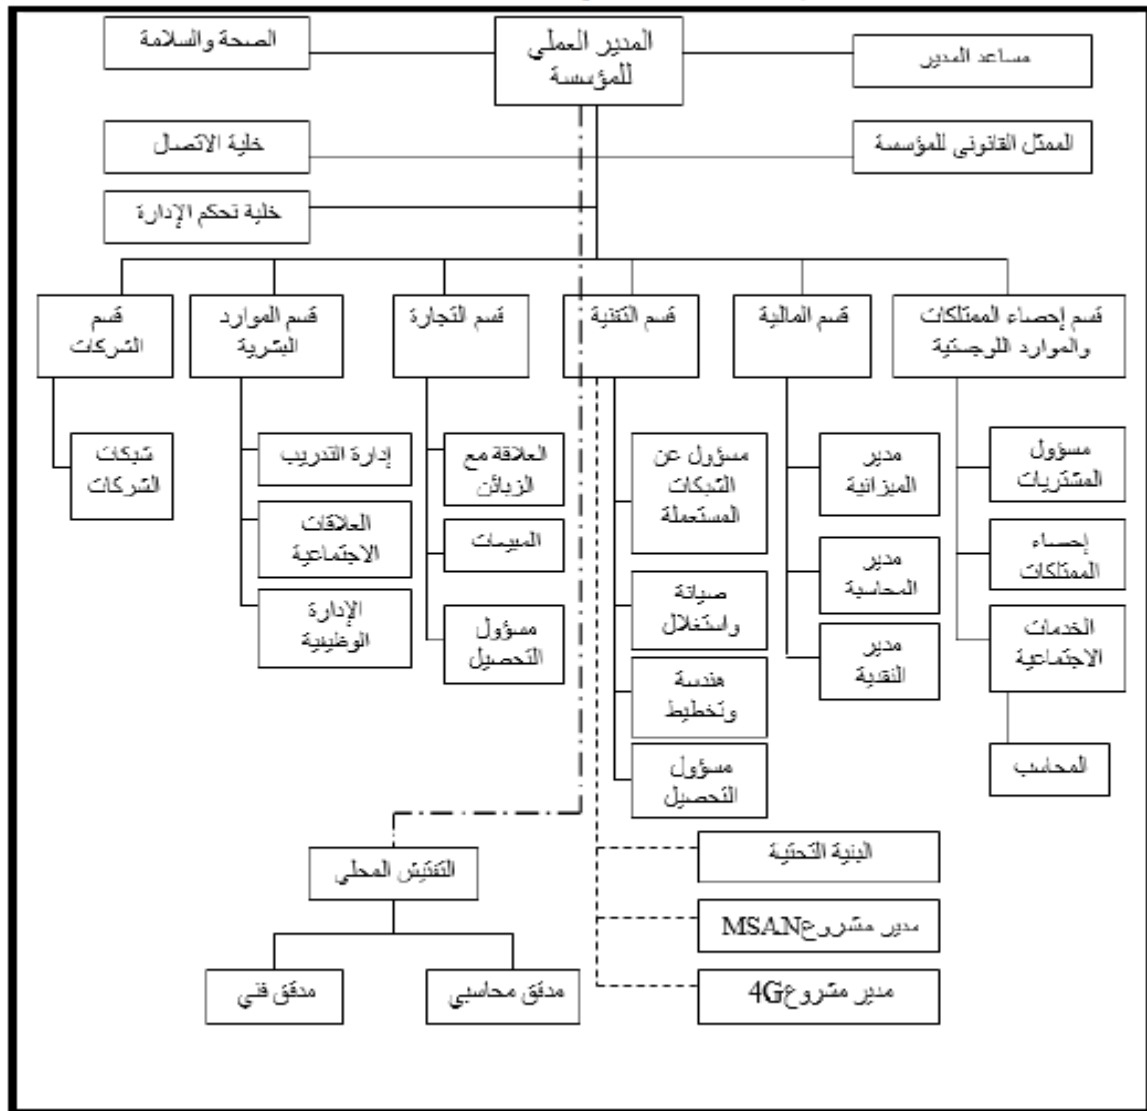 المدير العملي
للمؤسسة
مساعد المدير
الصحة والسلامة
الممثل القانوني للمؤسسة
خلية الاتصال
خلية تحكم الإدارة
قسم إحصاء الممتلكات
والموارد اللوجستية
قسم المالية
قسم التقنية
قسم التجارة
قسم الموارد
البشرية
قسم
الشركات
مسؤول
المشتريات
إحصاء
الممتلكات
الخدمات
الاجتماعية
المحاسب
مدير
الميزانية
مدير
المحاسبة
مدير
النقدية
مسؤول عن
الشبكات
المستعملة
صيانة
واستغلال
هندسة
وتخطيط
مسؤول
التحصيل
العلاقة مع
الزبائن
المبيعات
مسؤول
التحصيل
إدارة التدريب
العلاقات
الاجتماعية
الإدارة
الوظيفية
شبكات
الشركات
البنية التحتية
مدير مشروعMSAN
مدير مشروع4G
التفتيش المحلي
مدقق محاسبي
مدقق فني